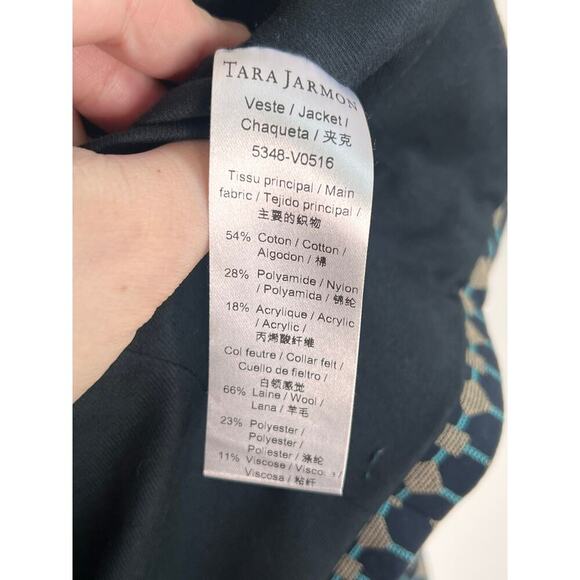 TARA JARMON
Veste / Jacket /
Chaqueta / 夹克
5348-V0516
Tissu principal / Main
fabric / Tejido principal /
主要的织物
54% Coton / Cotton /
Algodon / 棉
28% Polyamide / Nylon
/ Polyamida / 锦纶
18% Acrylique / Acrylic
/ Acrylic /
丙烯酸纤维
Col feutre / Collar felt /
Cuello de fieltro /
白领感觉
66% Laine / Wool /
Lana / 羊毛
23% Polyester /
Polyester /
Poliester / 涤纶
11% Viscose / Viscose /
Viscosa / 粘纤